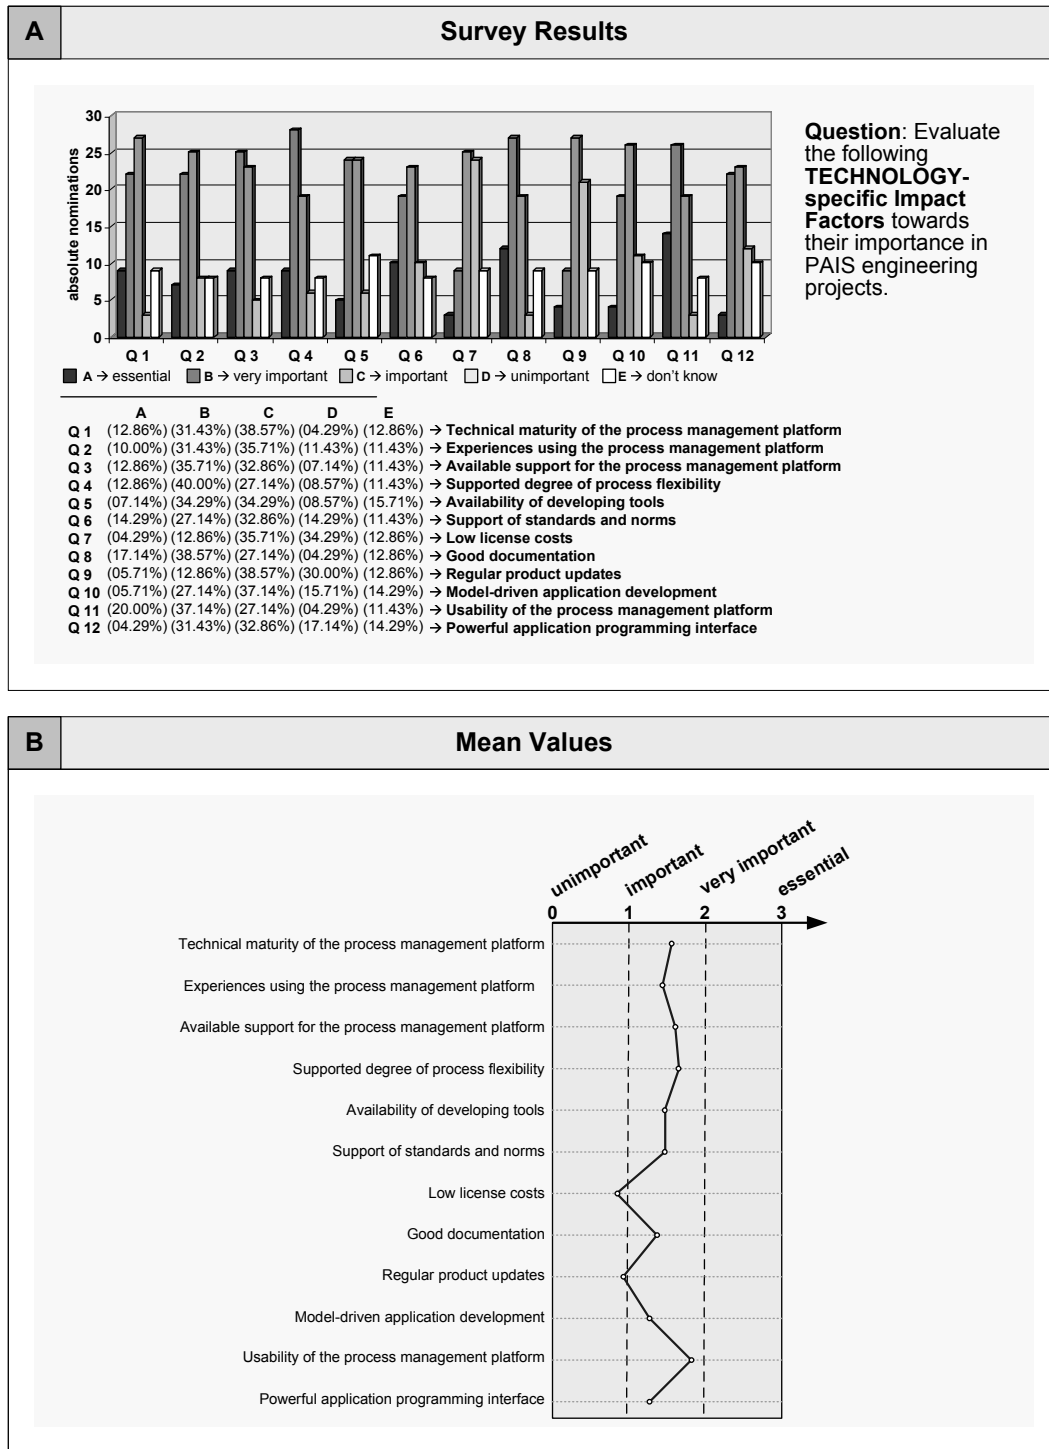 A
Survey Results
30
25
20
15
10
5
0
absolute nominations
Q 1 Q 2 Q 3 Q 4 Q 5 Q 6 Q 7 Q 8 Q 9 Q 10 Q 11 Q 12
A → essential B → very important C → important D → unimportant E → don't know
Question: Evaluate
the following
TECHNOLOGY-
specific Impact
Factors towards
their importance in
PAIS engineering
projects.
A B C D E
Q 1 (12.86%) (31.43%) (38.57%) (04.29%) (12.86%) → Technical maturity of the process management platform
Q 2 (10.00%) (31.43%) (35.71%) (11.43%) (11.43%) → Experiences using the process management platform
Q 3 (12.86%) (35.71%) (32.86%) (07.14%) (11.43%) → Available support for the process management platform
Q 4 (12.86%) (40.00%) (27.14%) (08.57%) (11.43%) → Supported degree of process flexibility
Q 5 (07.14%) (34.29%) (34.29%) (08.57%) (15.71%) → Availability of developing tools
Q 6 (14.29%) (27.14%) (32.86%) (14.29%) (11.43%) → Support of standards and norms
Q 7 (04.29%) (12.86%) (35.71%) (34.29%) (12.86%) → Low license costs
Q 8 (17.14%) (38.57%) (27.14%) (04.29%) (12.86%) → Good documentation
Q 9 (05.71%) (12.86%) (38.57%) (30.00%) (12.86%) → Regular product updates
Q 10 (05.71%) (27.14%) (37.14%) (15.71%) (14.29%) → Model-driven application development
Q 11 (20.00%) (37.14%) (27.14%) (04.29%) (11.43%) → Usability of the process management platform
Q 12 (04.29%) (31.43%) (32.86%) (17.14%) (14.29%) → Powerful application programming interface
B
Mean Values
unimportant important very important essential
0 1 2 3
Technical maturity of the process management platform
Experiences using the process management platform
Available support for the process management platform
Supported degree of process flexibility
Availability of developing tools
Support of standards and norms
Low license costs
Good documentation
Regular product updates
Model-driven application development
Usability of the process management platform
Powerful application programming interface